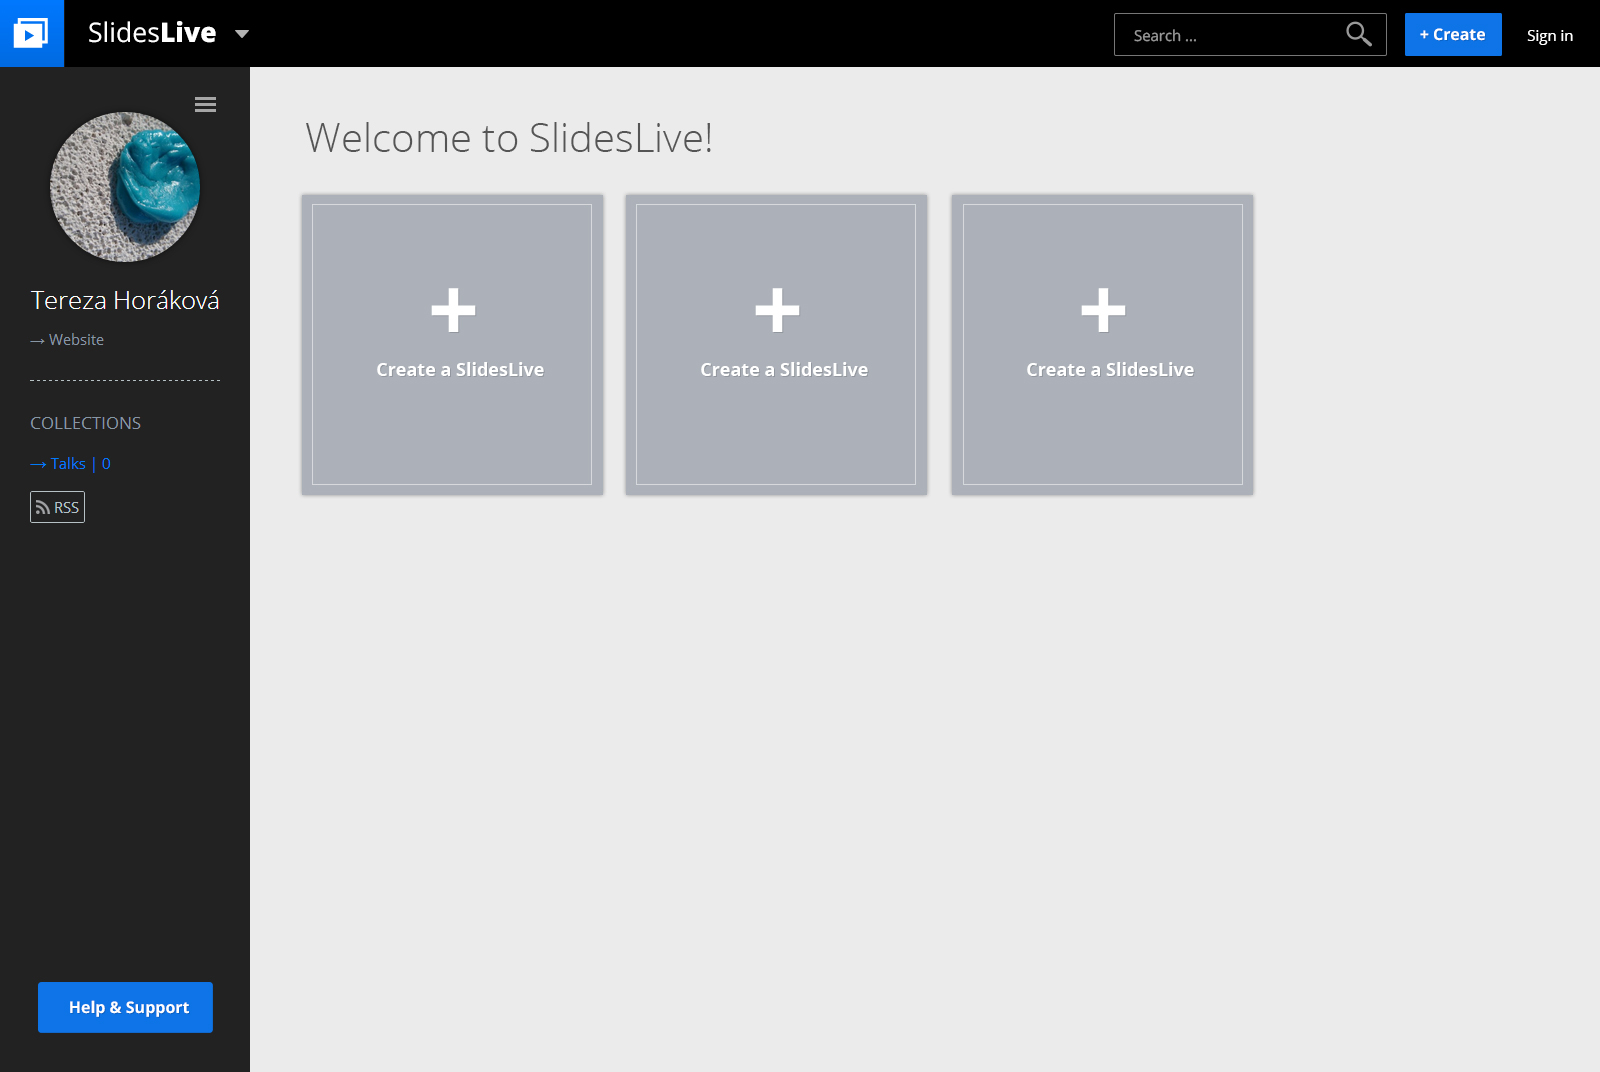 SlidesLive
Search ...
+ Create
Sign in
Tereza Horáková
→ Website
COLLECTIONS
→ Talks | 0
RSS
Help & Support
Welcome to SlidesLive!
Create a SlidesLive
Create a SlidesLive
Create a SlidesLive